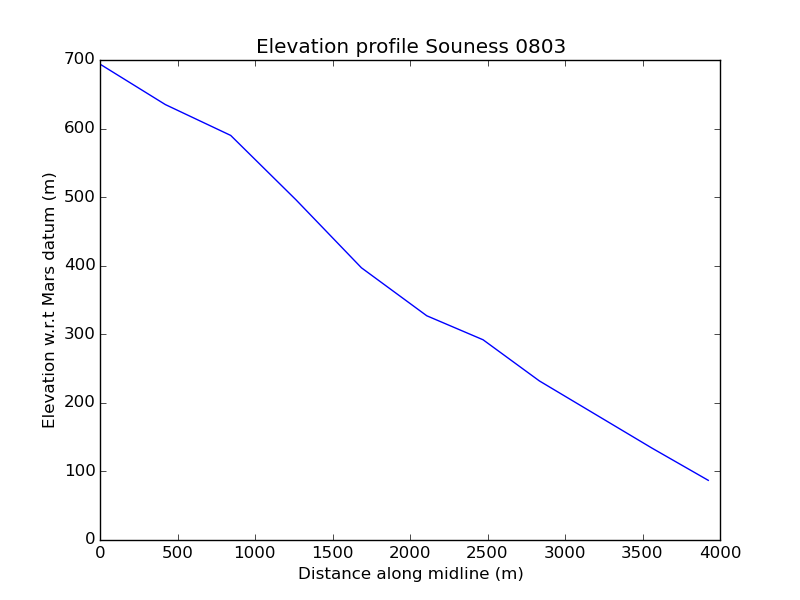 Elevation profile Souness 0803
700
600
500
400
300
200
100
0
Elevation w.r.t Mars datum (m)
0 500 1000 1500 2000 2500 3000 3500 4000
Distance along midline (m)